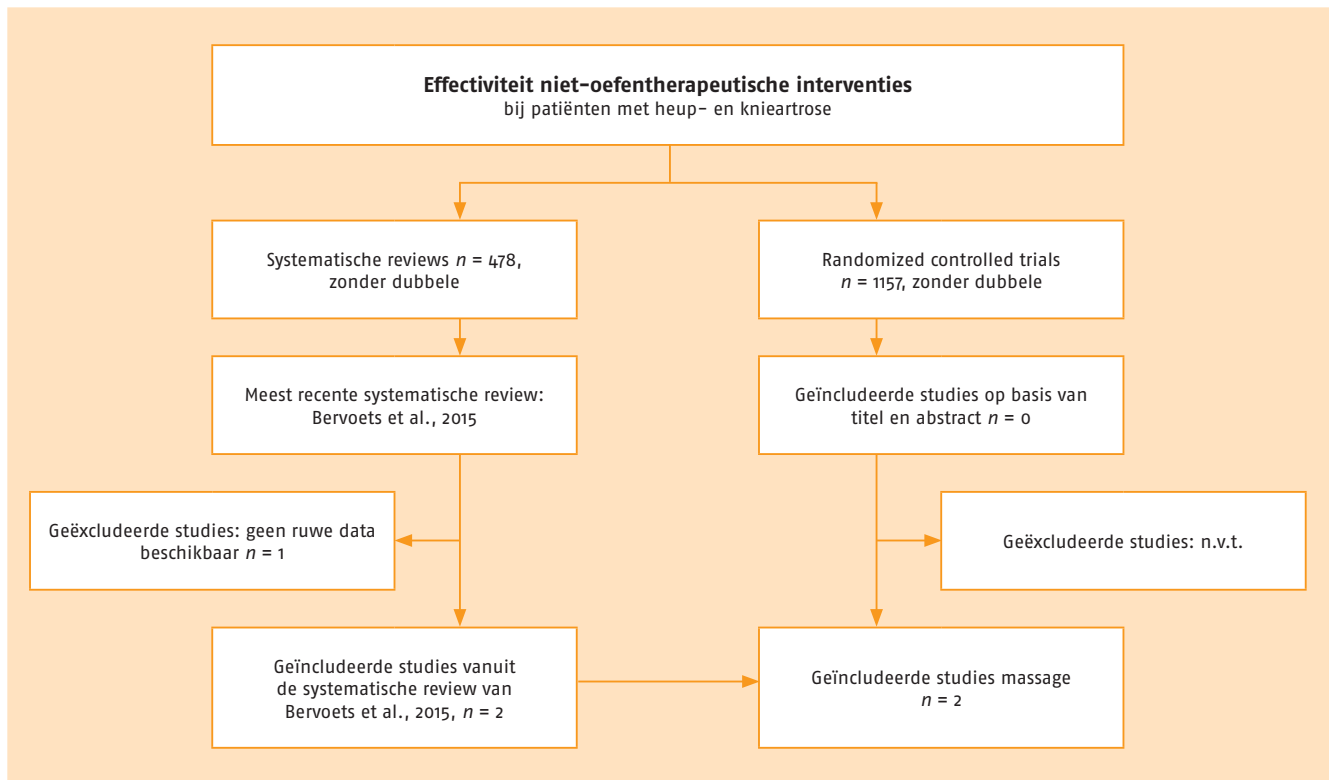 Effectiviteit niet-oefentherapeutische interventies
bij patiënten met heup- en knieartrose
Systematische reviews n = 478,
zonder dubbele
Randomized controlled trials
n = 1157, zonder dubbele
Meest recente systematische review:
Bervoets et al., 2015
Geïncludeerde studies op basis van
titel en abstract n = 0
Geëxcludeerde studies: geen ruwe data
beschikbaar n = 1
Geëxcludeerde studies: n.v.t.
Geïncludeerde studies vanuit
de systematische review van
Bervoets et al., 2015, n = 2
Geïncludeerde studies massage
n = 2